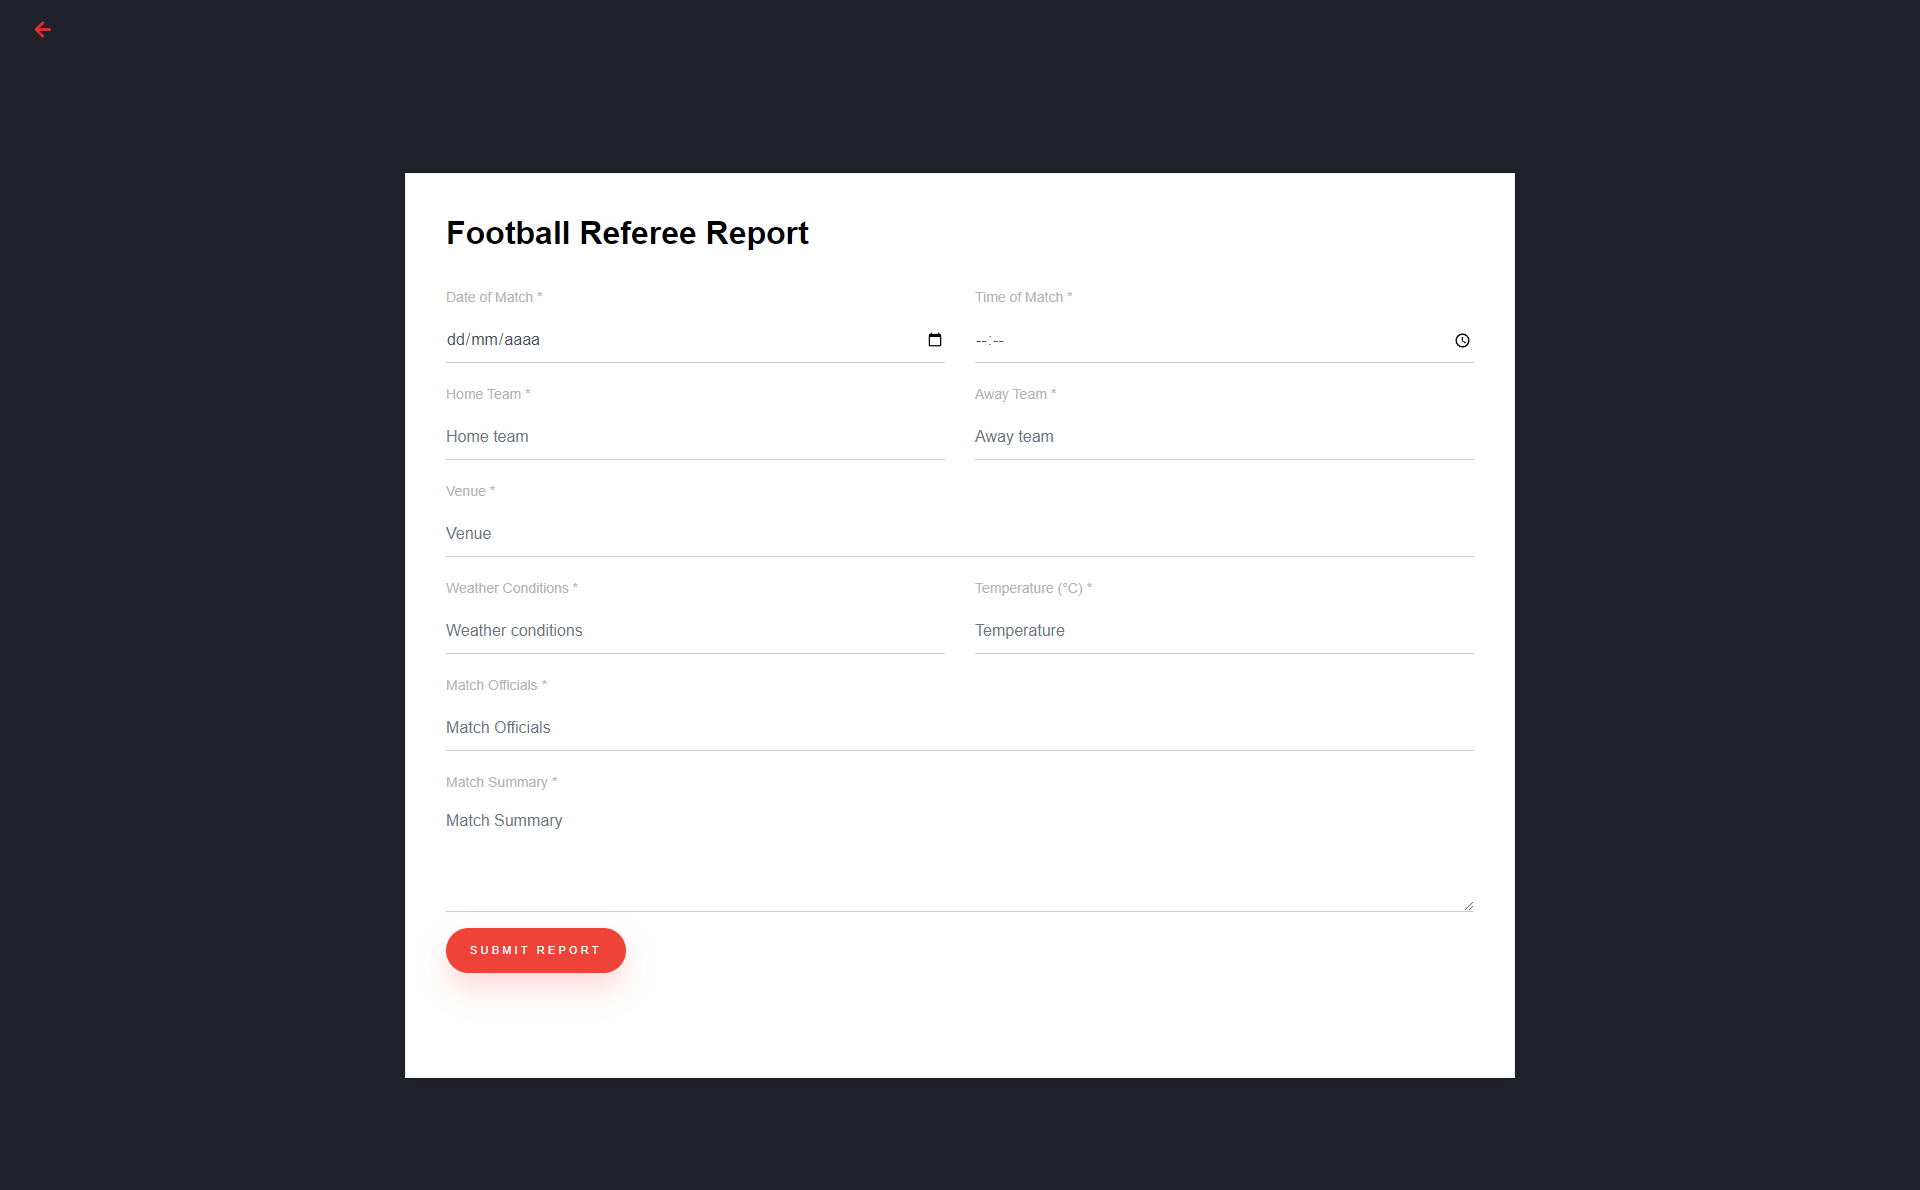 Football Referee Report
Date of Match *
Time of Match *
dd/mm/aaaa
--:--
Home Team *
Away Team *
Home team
Away team
Venue *
Venue
Weather Conditions *
Temperature (°C) *
Weather conditions
Temperature
Match Officials *
Match Officials
Match Summary *
Match Summary
SUBMIT REPORT